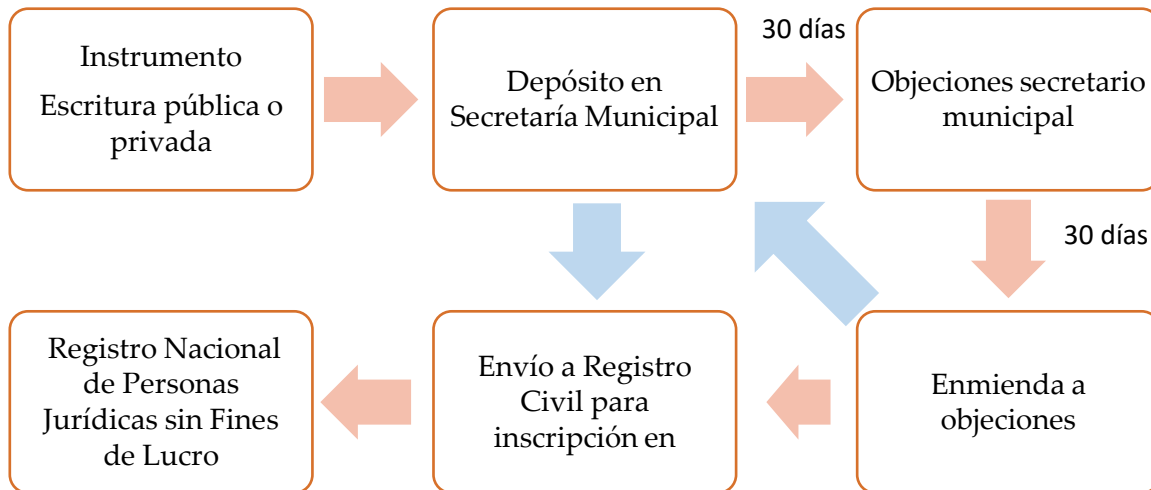 Instrumento
Escritura pública o
privada
30 días
Depósito en
Secretaría Municipal
Objeciones secretario
municipal
30 días
Registro Nacional
de Personas
Jurídicas sin Fines
de Lucro
Envío a Registro
Civil para
inscripción en
Enmienda a
objeciones